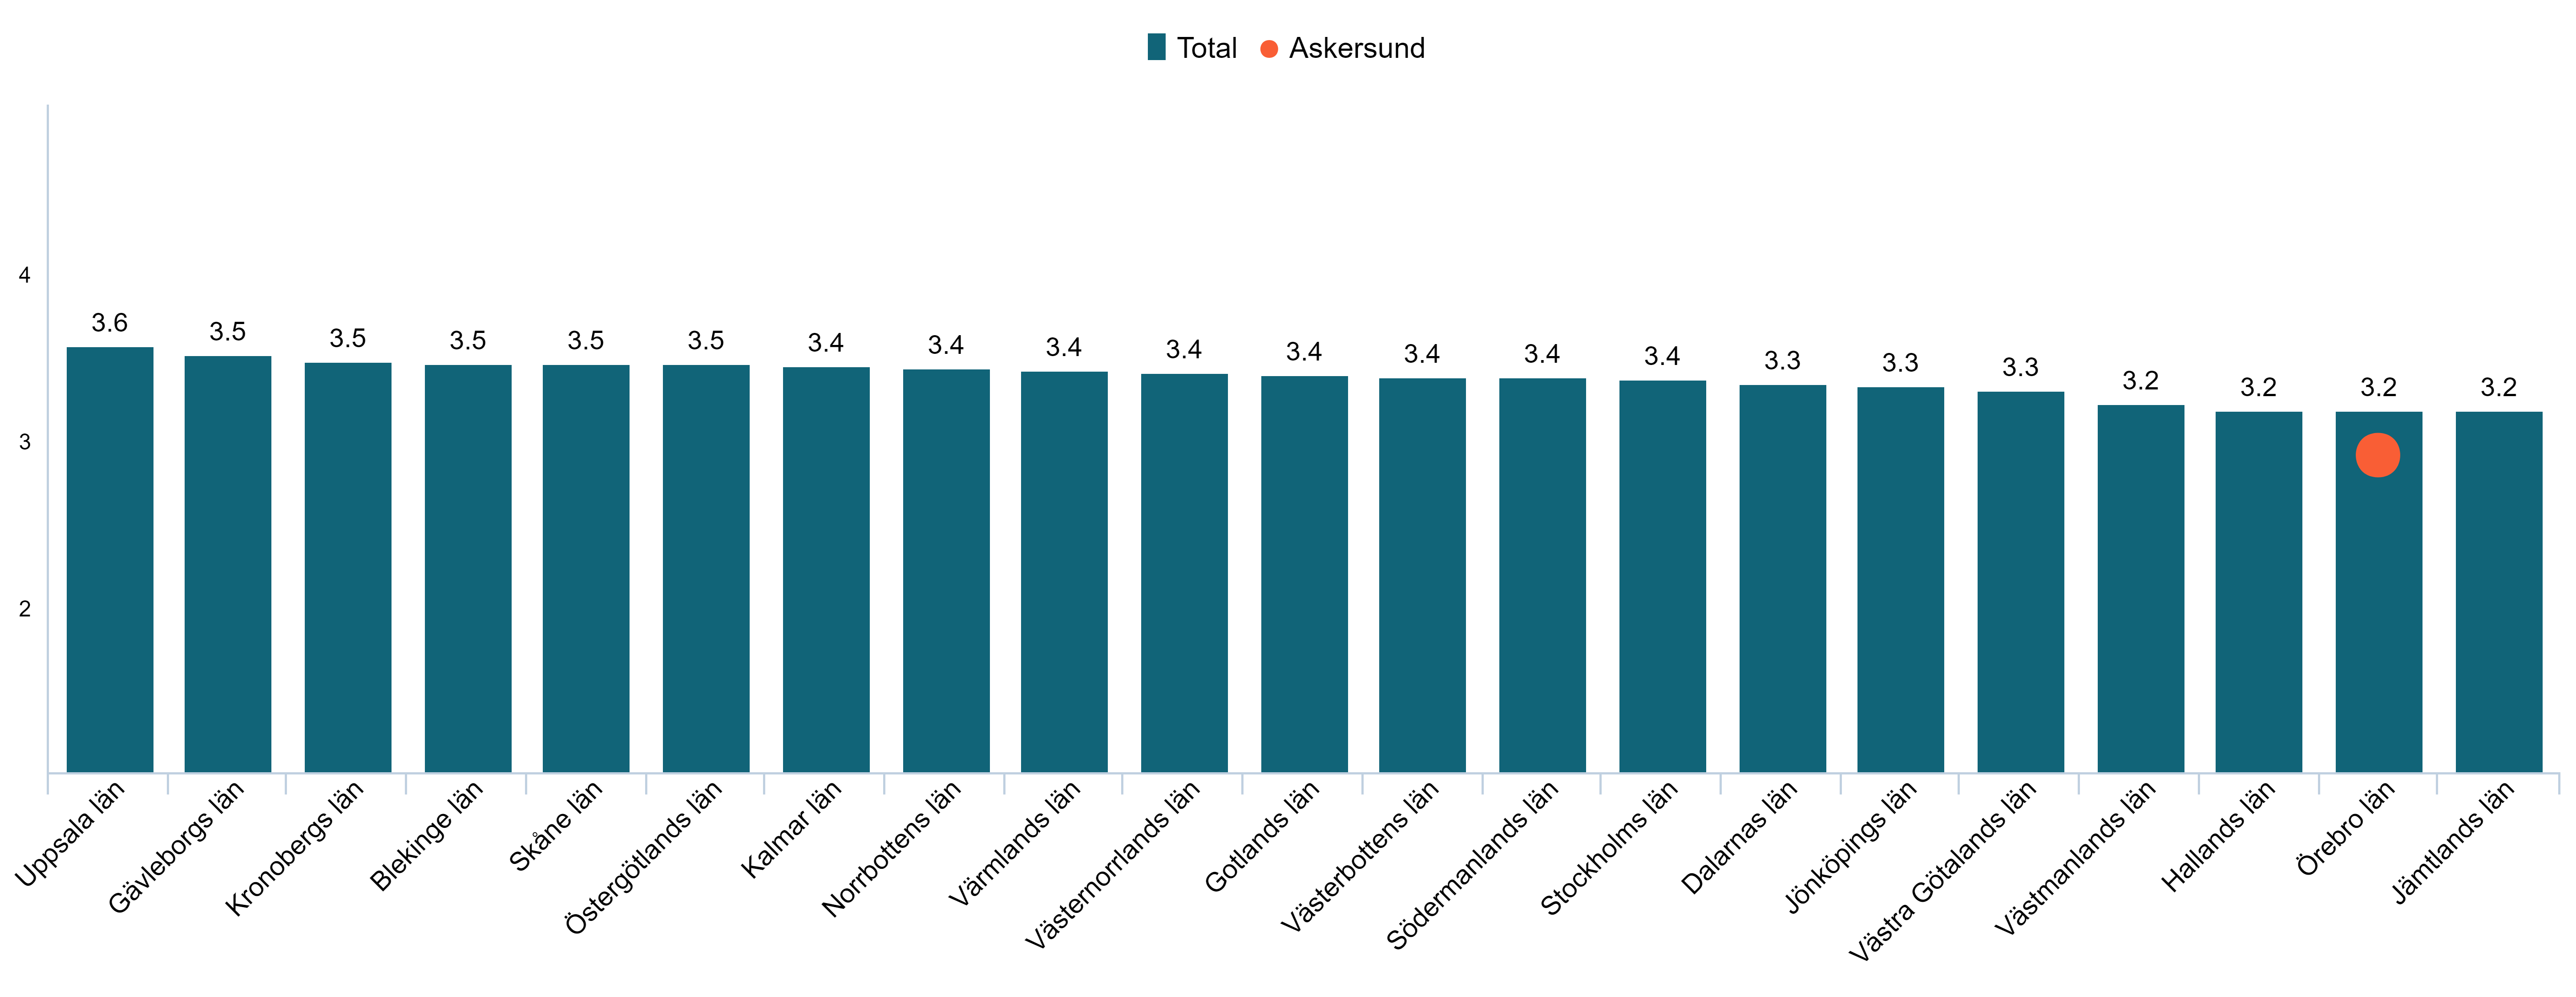 Total Askersund
4
3
2
3.6 3.5 3.5 3.5 3.5 3.5 3.4 3.4 3.4 3.4 3.4 3.4 3.4 3.4 3.3 3.3 3.3 3.2 3.2 3.2 3.2
Uppsala län
Gävleborgs län
Kronobergs län
Blekinge län
Skåne län
Östergötlands län
Kalmar län
Norrbottens län
Värmlands län
Västernorrlands län
Gotlands län
Västerbottens län
Södermanlands län
Stockholms län
Dalarnas län
Jönköpings län
Västra Götalands län
Västmanlands län
Hallands län
Örebro län
Jämtlands län